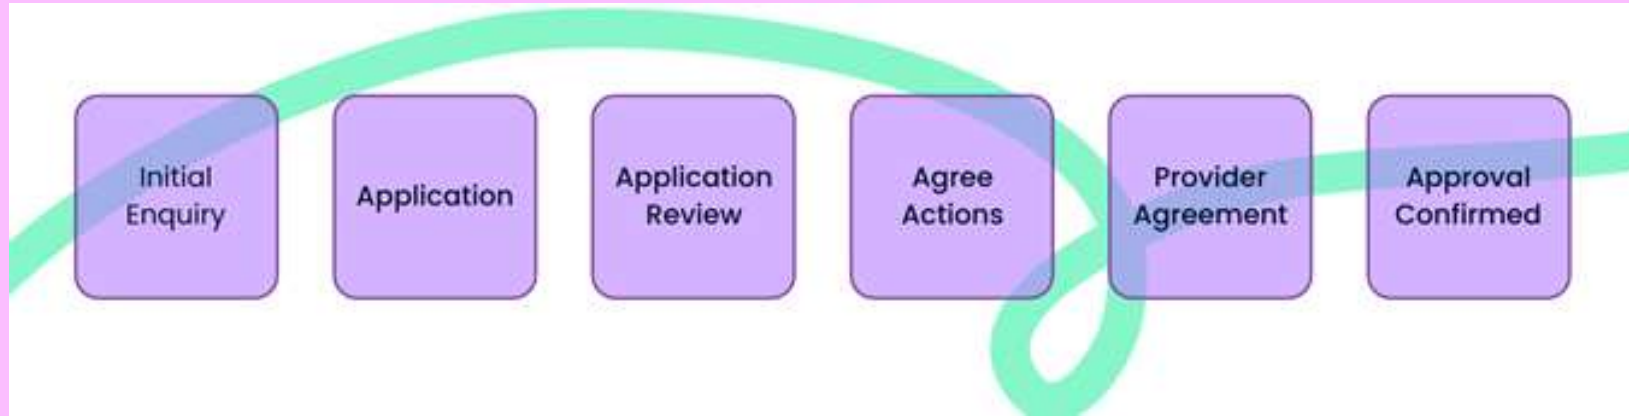 Initial
Enquiry
Application
Application
Review
Agree
Actions
Provider
Agreement
Approval
Confirmed